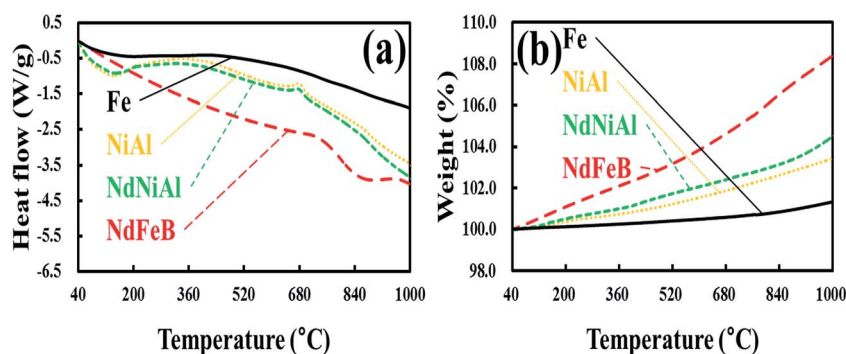 (a)
Heat flow (W/g)
0.5
-0.5
-1.5
-2.5
-3.5
-4.5
-5.5
-6.5
Fe
NiAl
NdNiAl
NdFeB
40 200 360 520 680 840 1000
Temperature (°C)
(b)
Weight (%)
110.0
108.0
106.0
104.0
102.0
100.0
98.0
Fe
NiAl
NdNiAl
NdFeB
40 200 360 520 680 840 1000
Temperature (°C)